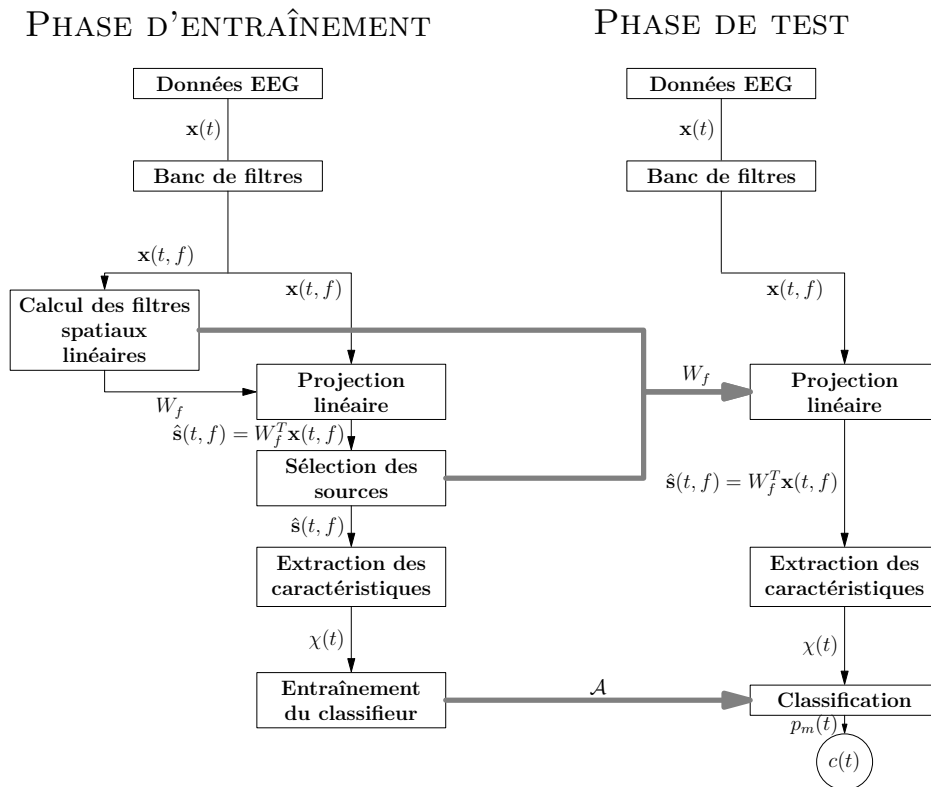 PHASE D'ENTRAÎNEMENT
Données EEG
x(t)
Banc de filtres
x(t, f)
x(t, f)
Calcul des filtres
spatiaux
linéaires
W_f
Projection
linéaire
ŝ(t, f) = W_f^T x(t, f)
Sélection des
sources
ŝ(t, f)
Extraction des
caractéristiques
χ(t)
Entraînement
du classifieur
W_f
𝒜
PHASE DE TEST
Données EEG
x(t)
Banc de filtres
x(t, f)
Projection
linéaire
ŝ(t, f) = W_f^T x(t, f)
Extraction des
caractéristiques
χ(t)
Classification
p_m(t)
c(t)